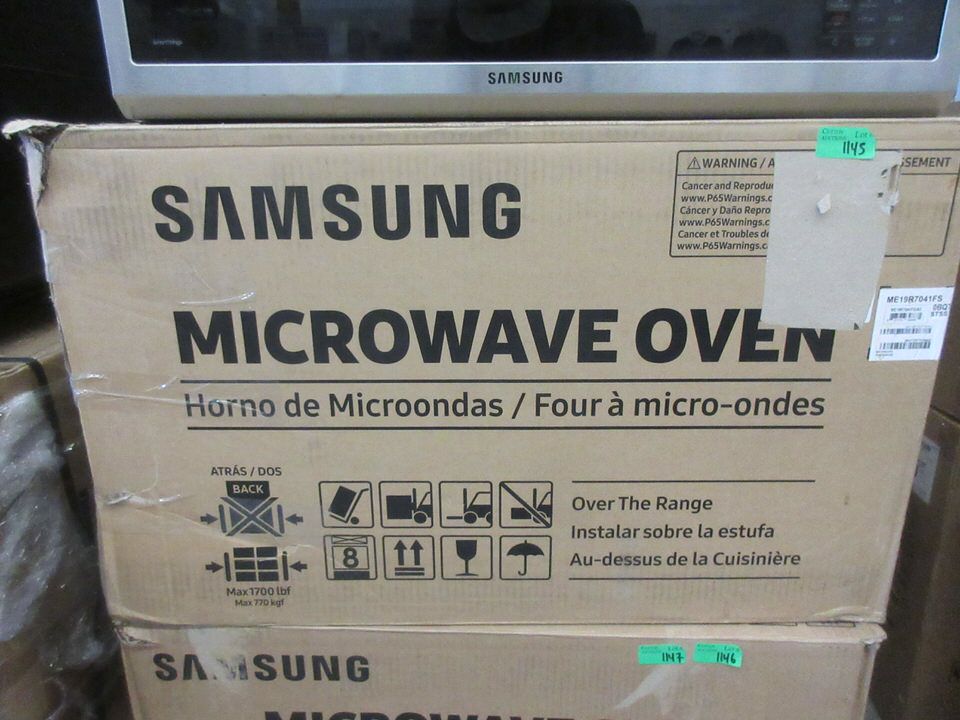 SAMSUNG
Lot#
1145
SAMSUNG
WARNING / A
SSEMENT
Cancer and Reprodu
www.P65Warnings.c
Cáncer y Daño Repro
www.P65Warnings.c
Cancer et Troubles de
www.P65Warnings.c
ME19R7041FS
MICROWAVE OVEN
Horno de Microondas / Four à micro-ondes
ATRÁS / DOS
BACK
Over The Range
Instalar sobre la estufa
Au-dessus de la Cuisinière
8
Max 1700 lbf
Max 770 kgf
SAMSUNG
1147
1146
MICROWAVE